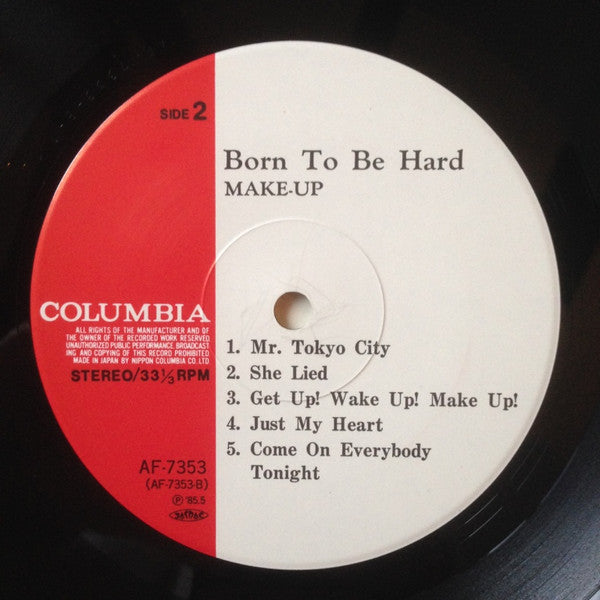 SIDE 2
Born To Be Hard
MAKE-UP
COLUMBIA
ALL RIGHTS OF THE MANUFACTURER AND OF
THE OWNER OF THE RECORDED WORK RESERVED
UNAUTHORIZED PUBLIC PERFORMANCE, BROADCAST-
ING AND COPYING OF THIS RECORD PROHIBITED
MADE IN JAPAN BY NIPPON COLUMBIA CO. LTD
STEREO/33⅓ RPM
1. Mr. Tokyo City
2. She Lied
3. Get Up! Wake Up! Make Up!
4. Just My Heart
5. Come On Everybody
Tonight
AF-7353
(AF-7353-B)
Ⓟ '85.5